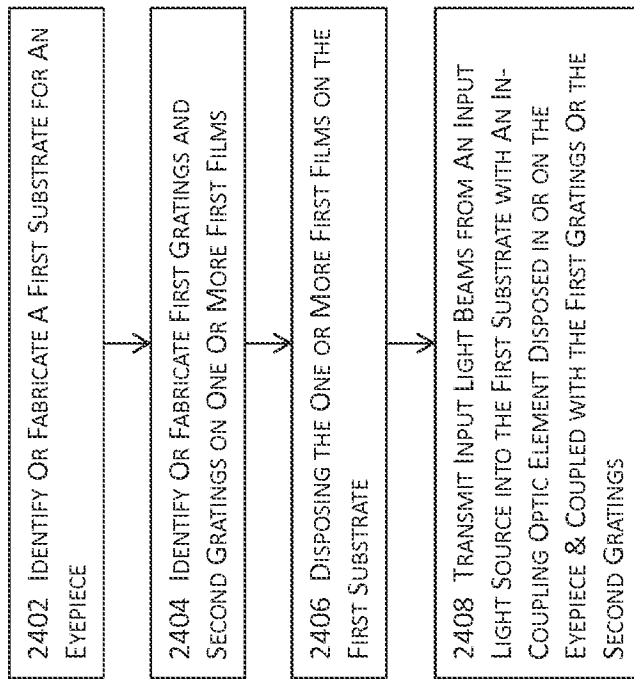 2402 IDENTIFY OR FABRICATE A FIRST SUBSTRATE FOR AN
EYEPIECE
2404 IDENTIFY OR FABRICATE FIRST GRATINGS AND
SECOND GRATINGS ON ONE OR MORE FIRST FILMS
2406 DISPOSING THE ONE OR MORE FIRST FILMS ON THE
FIRST SUBSTRATE
2408 TRANSMIT INPUT LIGHT BEAMS FROM AN INPUT
LIGHT SOURCE INTO THE FIRST SUBSTRATE WITH AN IN-
COUPLING OPTIC ELEMENT DISPOSED IN OR ON THE
EYEPIECE & COUPLED WITH THE FIRST GRATINGS OR THE
SECOND GRATINGS